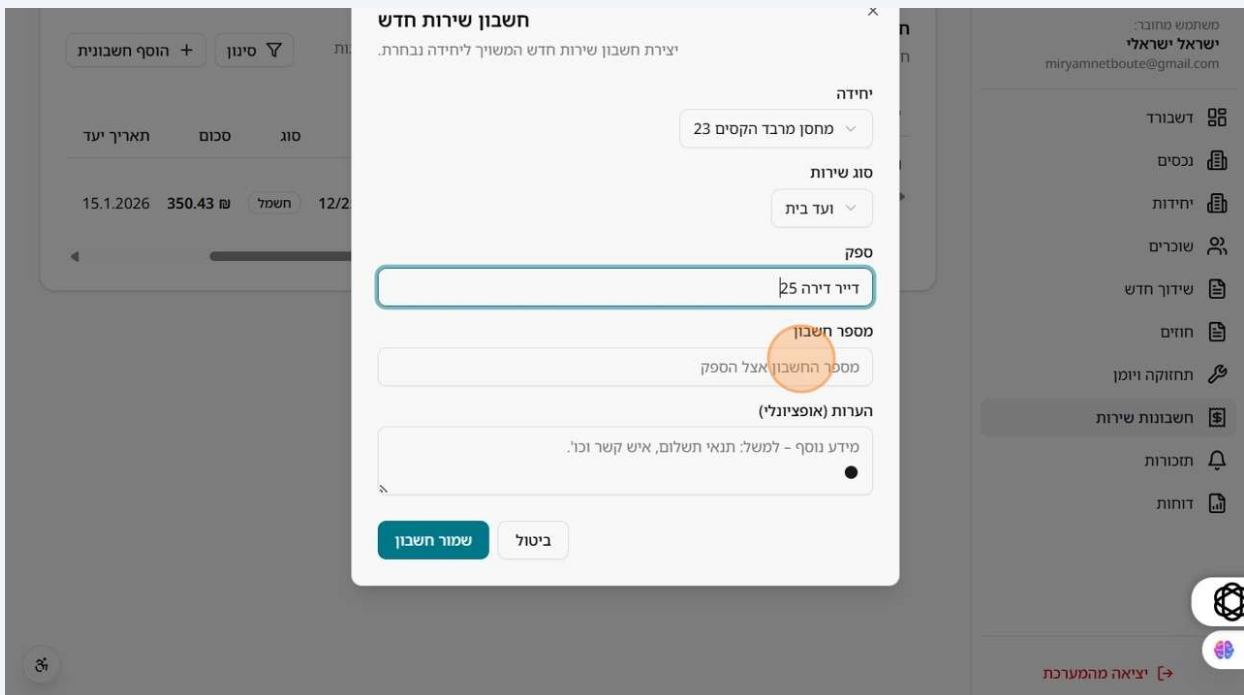 משתמש מחובר:
ישראל ישראלי
miryamnetboute@gmail.com
דשבורד
נכסים
יחידות
שוכרים
שידוך חדש
חוזים
תחזוקה ויומן
חשבונות שירות
תזכורות
דוחות
יציאה מהמערכת
חשבון שירות חדש
יצירת חשבון שירות חדש המשויך ליחידה נבחרת.
יחידה
מחסן מרבד הקסים 23
סוג שירות
ועד בית
ספק
דייר דירה 25
מספר חשבון
מספר החשבון אצל הספק
הערות (אופציונלי)
מידע נוסף – למשל: תנאי תשלום, איש קשר וכו'.
ביטול
שמור חשבון
סינון
הוסף חשבונית
סוג
סכום
תאריך יעד
12/2
חשמל
350.43 ₪
15.1.2026